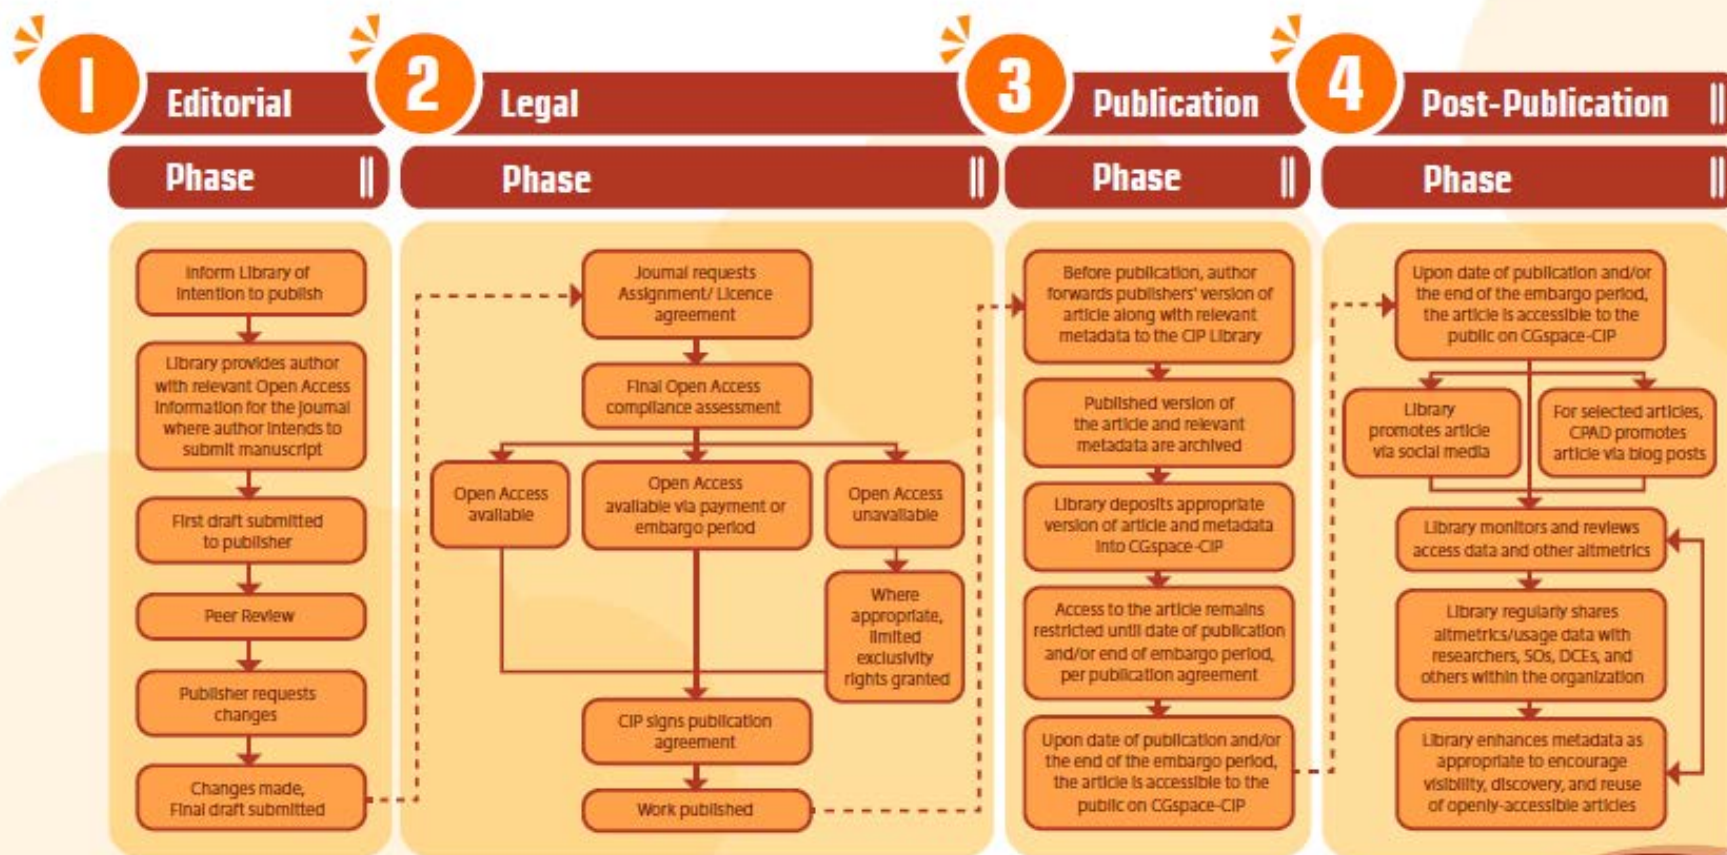 1
Editorial
Phase
Inform Library of
intention to publish
Library provides author
with relevant Open Access
information for the journal
where author intends to
submit manuscript
First draft submitted
to publisher
Peer Review
Publisher requests
changes
Changes made,
Final draft submitted
2
Legal
Phase
Journal requests
Assignment/ Licence
agreement
Final Open Access
compliance assessment
Open Access
available
Open Access
available via payment or
embargo period
Open Access
unavailable
Where
appropriate,
limited
exclusivity
rights granted
CIP signs publication
agreement
Work published
3
Publication
Phase
Before publication, author
forwards publishers' version of
article along with relevant
metadata to the CIP Library
Published version of
the article and relevant
metadata are archived
Library deposits appropriate
version of article and metadata
into CGspace-CIP
Access to the article remains
restricted until date of publication
and/or end of embargo period,
per publication agreement
Upon date of publication and/or
the end of the embargo period,
the article is accessible to the
public on CGspace-CIP
4
Post-Publication
Phase
Upon date of publication and/or
the end of the embargo period,
the article is accessible to the
public on CGspace-CIP
Library
promotes article
via social media
For selected articles,
CPAD promotes
article via blog posts
Library monitors and reviews
access data and other altmetrics
Library regularly shares
altmetrics/usage data with
researchers, SOs, DCEs, and
others within the organization
Library enhances metadata as
appropriate to encourage
visibility, discovery, and reuse
of openly-accessible articles